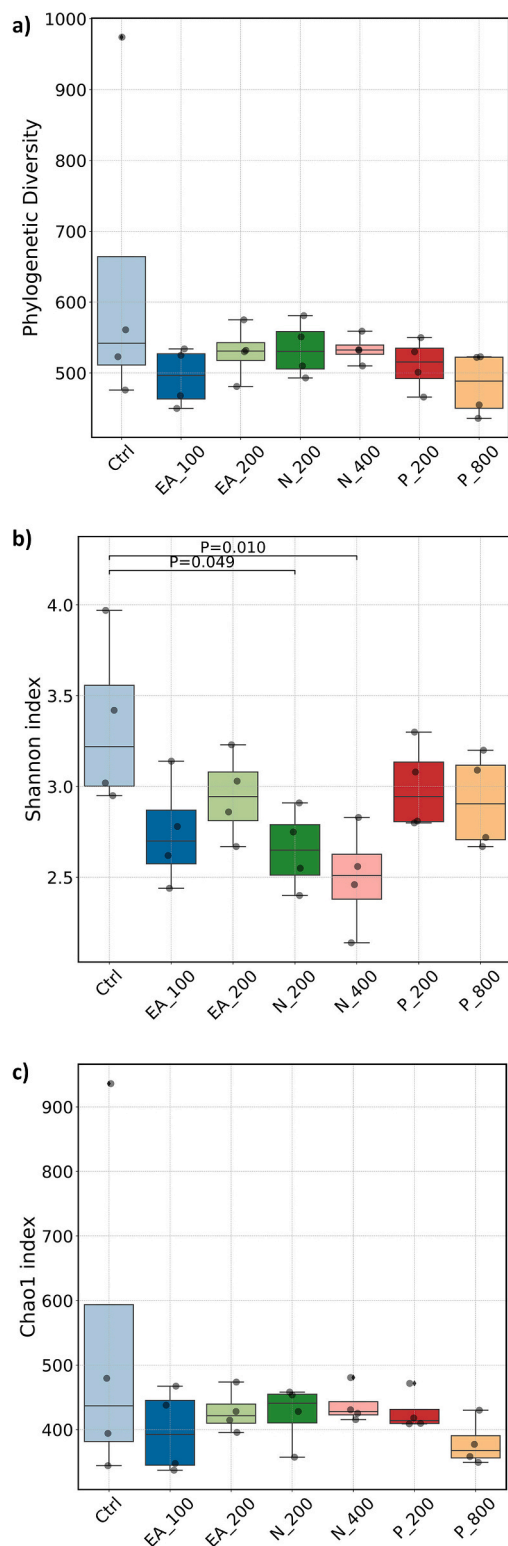 a)
1000
900
800
700
600
500
Phylogenetic Diversity
Ctrl
EA_100
EA_200
N_200
N_400
P_200
P_800
b)
P=0.010
P=0.049
4.0
3.5
3.0
2.5
Shannon index
Ctrl
EA_100
EA_200
N_200
N_400
P_200
P_800
c)
900
800
700
600
500
400
Chao1 index
Ctrl
EA_100
EA_200
N_200
N_400
P_200
P_800